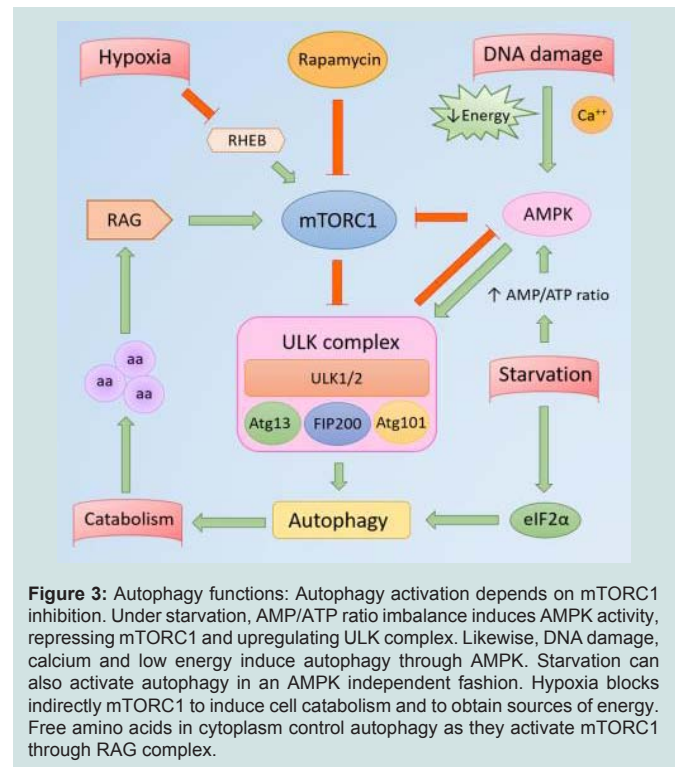 Hypoxia
Rapamycin
DNA damage
↓Energy
Ca++
RHEB
RAG
mTORC1
AMPK
↑ AMP/ATP ratio
ULK complex
ULK1/2
aa
aa
aa
Starvation
Atg13
FIP200
Atg101
Catabolism
Autophagy
eIF2α
Figure 3: Autophagy functions: Autophagy activation depends on mTORC1
inhibition. Under starvation, AMP/ATP ratio imbalance induces AMPK activity,
repressing mTORC1 and upregulating ULK complex. Likewise, DNA damage,
calcium and low energy induce autophagy through AMPK. Starvation can
also activate autophagy in an AMPK independent fashion. Hypoxia blocks
indirectly mTORC1 to induce cell catabolism and to obtain sources of energy.
Free amino acids in cytoplasm control autophagy as they activate mTORC1
through RAG complex.